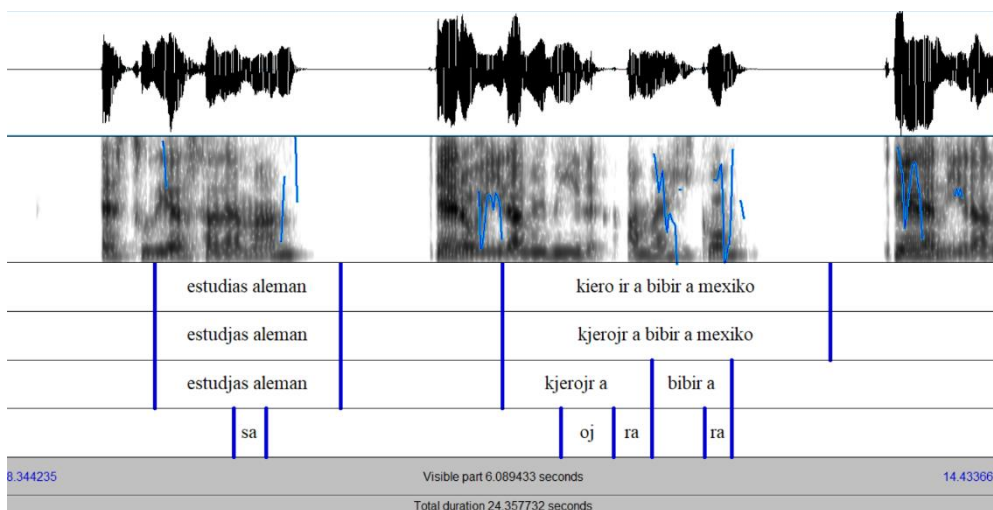 estudias aleman kiero ir a bibir a mexiko
estudjas aleman kjerojr a bibir a mexiko
estudjas aleman kjerojr a bibir a
sa oj ra ra
8.344235 Visible part 6.089433 seconds 14.43366
Total duration 24.357732 seconds